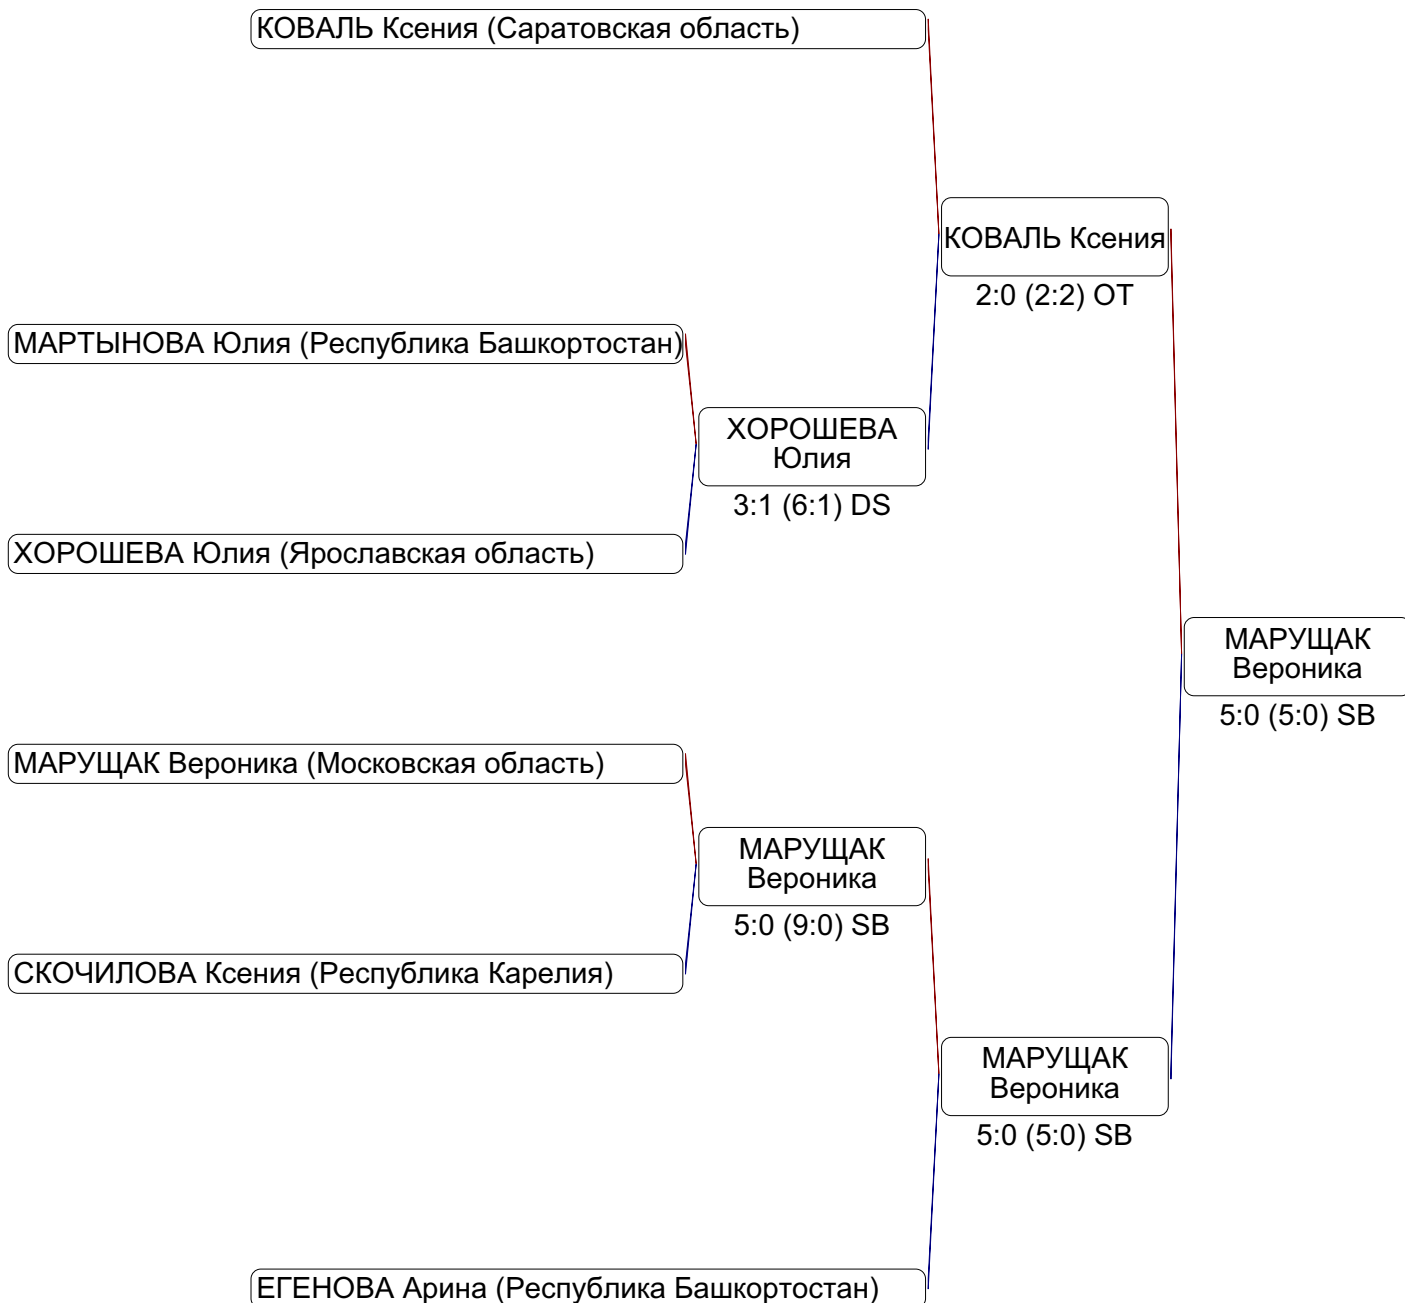 КОВАЛЬ Ксения (Саратовская область)
КОВАЛЬ Ксения
2:0 (2:2) OT
МАРТЫНОВА Юлия (Республика Башкортостан)
ХОРОШЕВА
Юлия
3:1 (6:1) DS
ХОРОШЕВА Юлия (Ярославская область)
МАРУЩАК
Вероника
5:0 (5:0) SB
МАРУЩАК Вероника (Московская область)
МАРУЩАК
Вероника
5:0 (9:0) SB
СКОЧИЛОВА Ксения (Республика Карелия)
МАРУЩАК
Вероника
5:0 (5:0) SB
ЕГЕНОВА Арина (Республика Башкортостан)